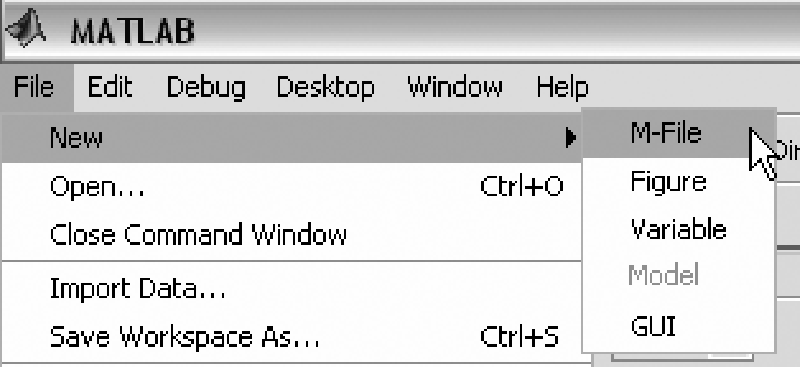 MATLAB
File Edit Debug Desktop Window Help
New
Open... Ctrl+O
Close Command Window
Import Data...
Save Workspace As... Ctrl+S
M-File
Figure
Variable
Model
GUI